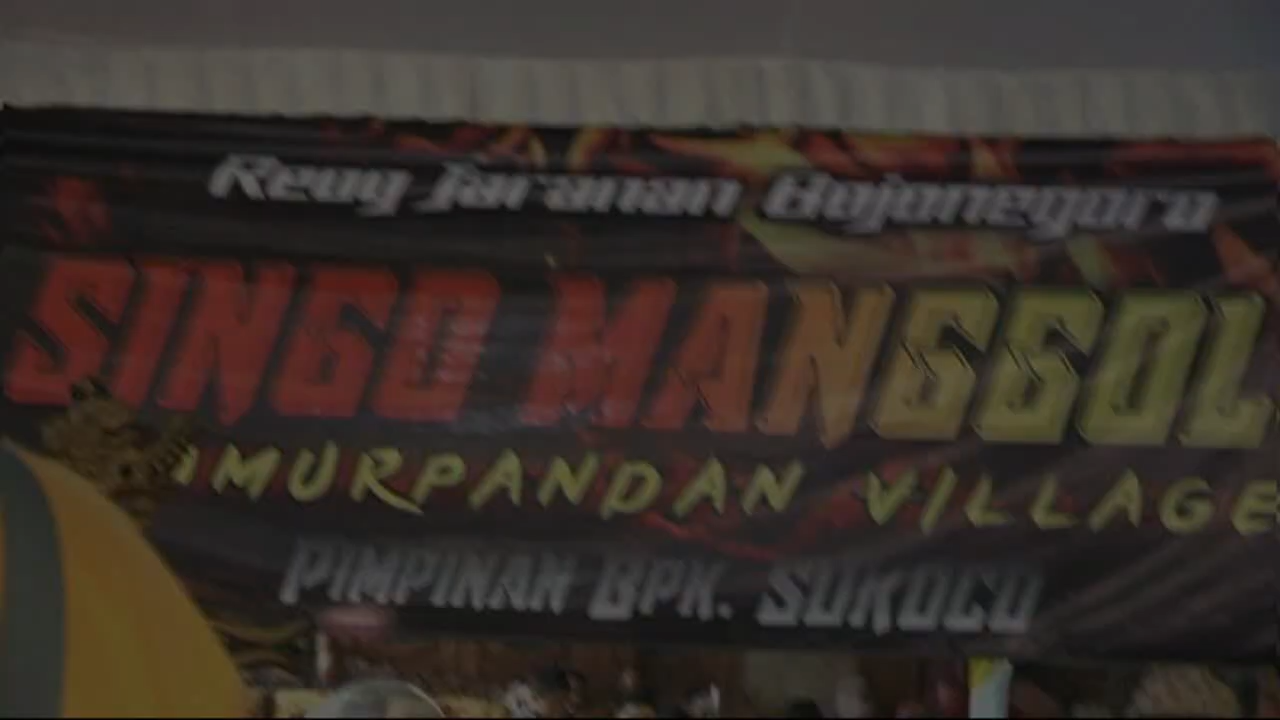 Reog Jaranan Bojonegoro
SINGO MANGGOL
MURPANDAN VILLAGE
PIMPINAN BPK. SUKOCO